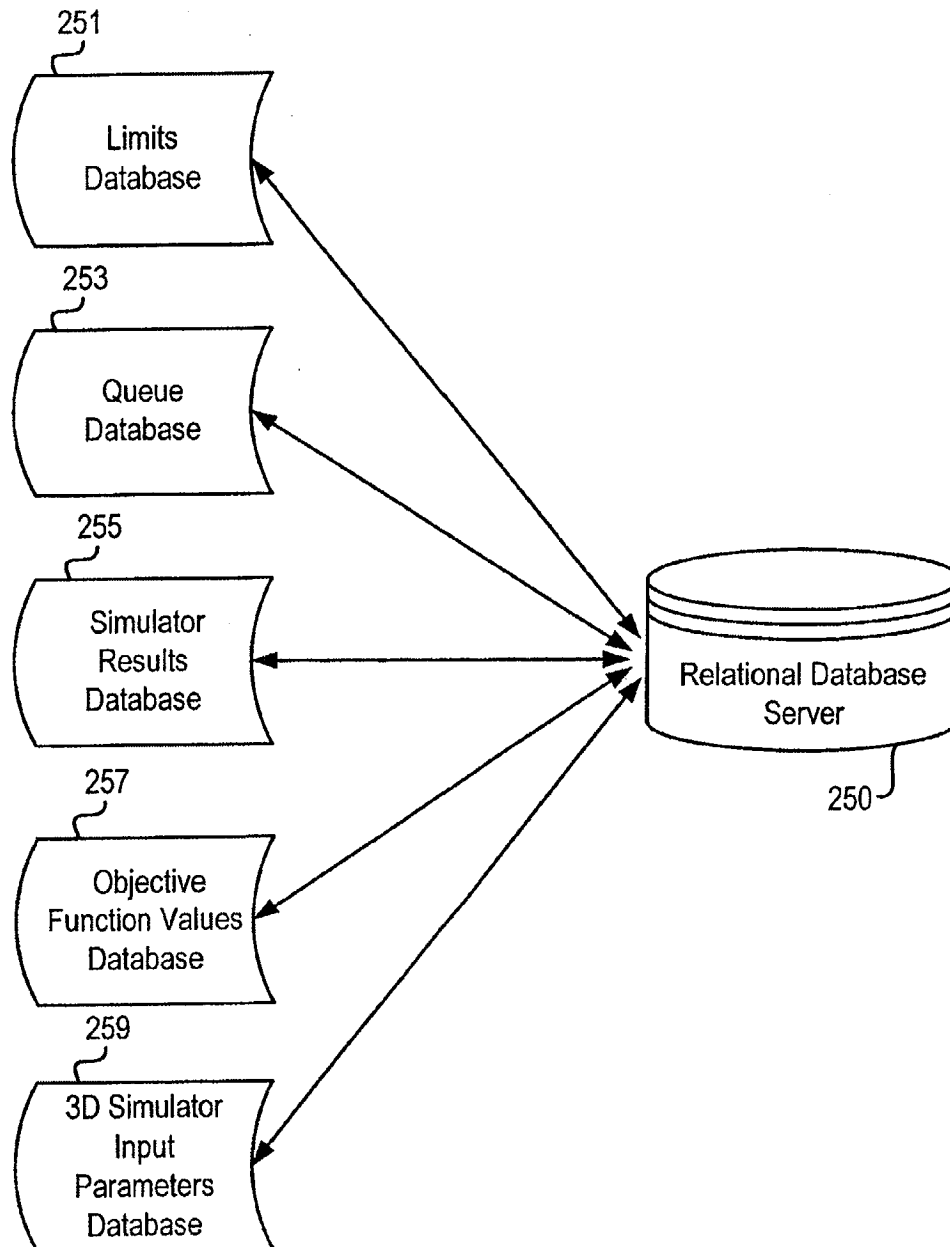 251
Limits
Database
253
Queue
Database
255
Simulator
Results
Database
257
Objective
Function Values
Database
259
3D Simulator
Input
Parameters
Database
Relational Database
Server
250